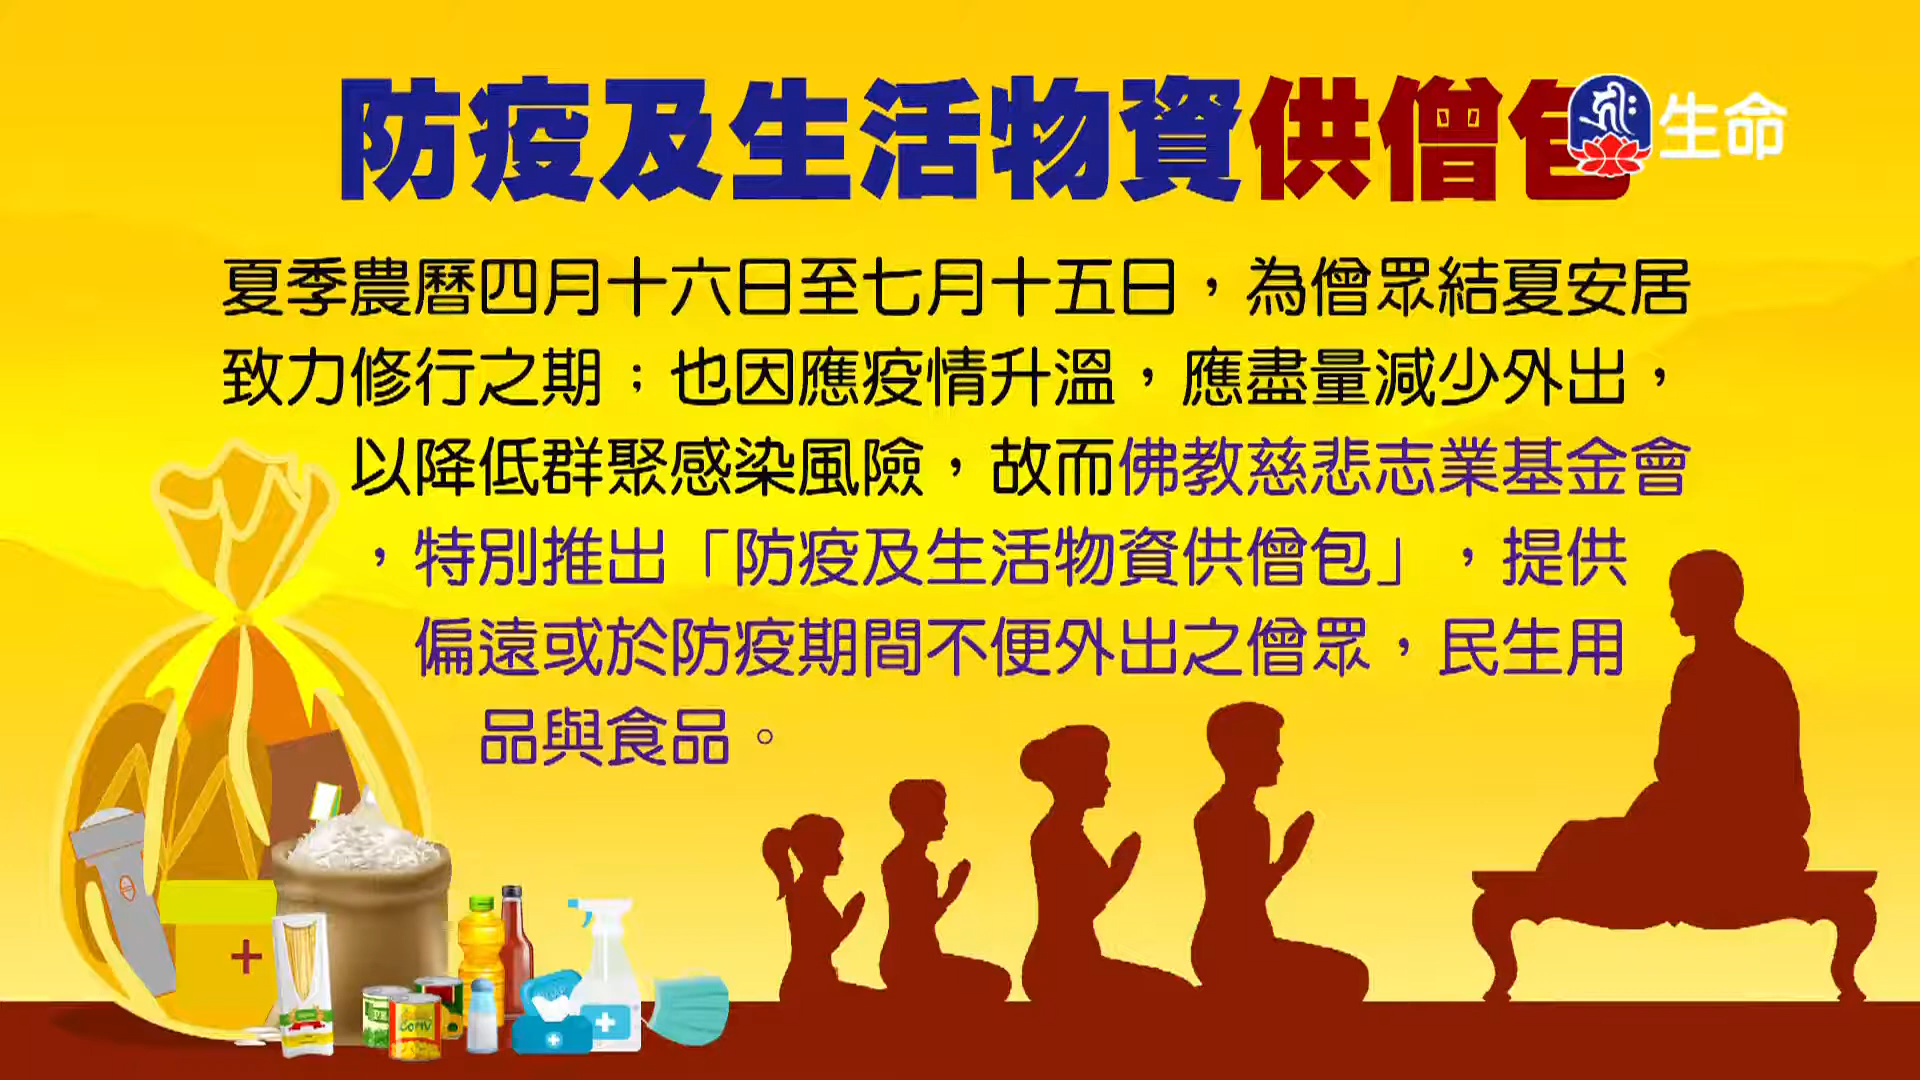 防疫及生活物資供僧包
生命
夏季農曆四月十六日至七月十五日，為僧眾結夏安居
致力修行之期；也因應疫情升溫，應盡量減少外出，
以降低群聚感染風險，故而佛教慈悲志業基金會
，特別推出「防疫及生活物資供僧包」，提供
偏遠或於防疫期間不便外出之僧眾，民生用
品與食品。